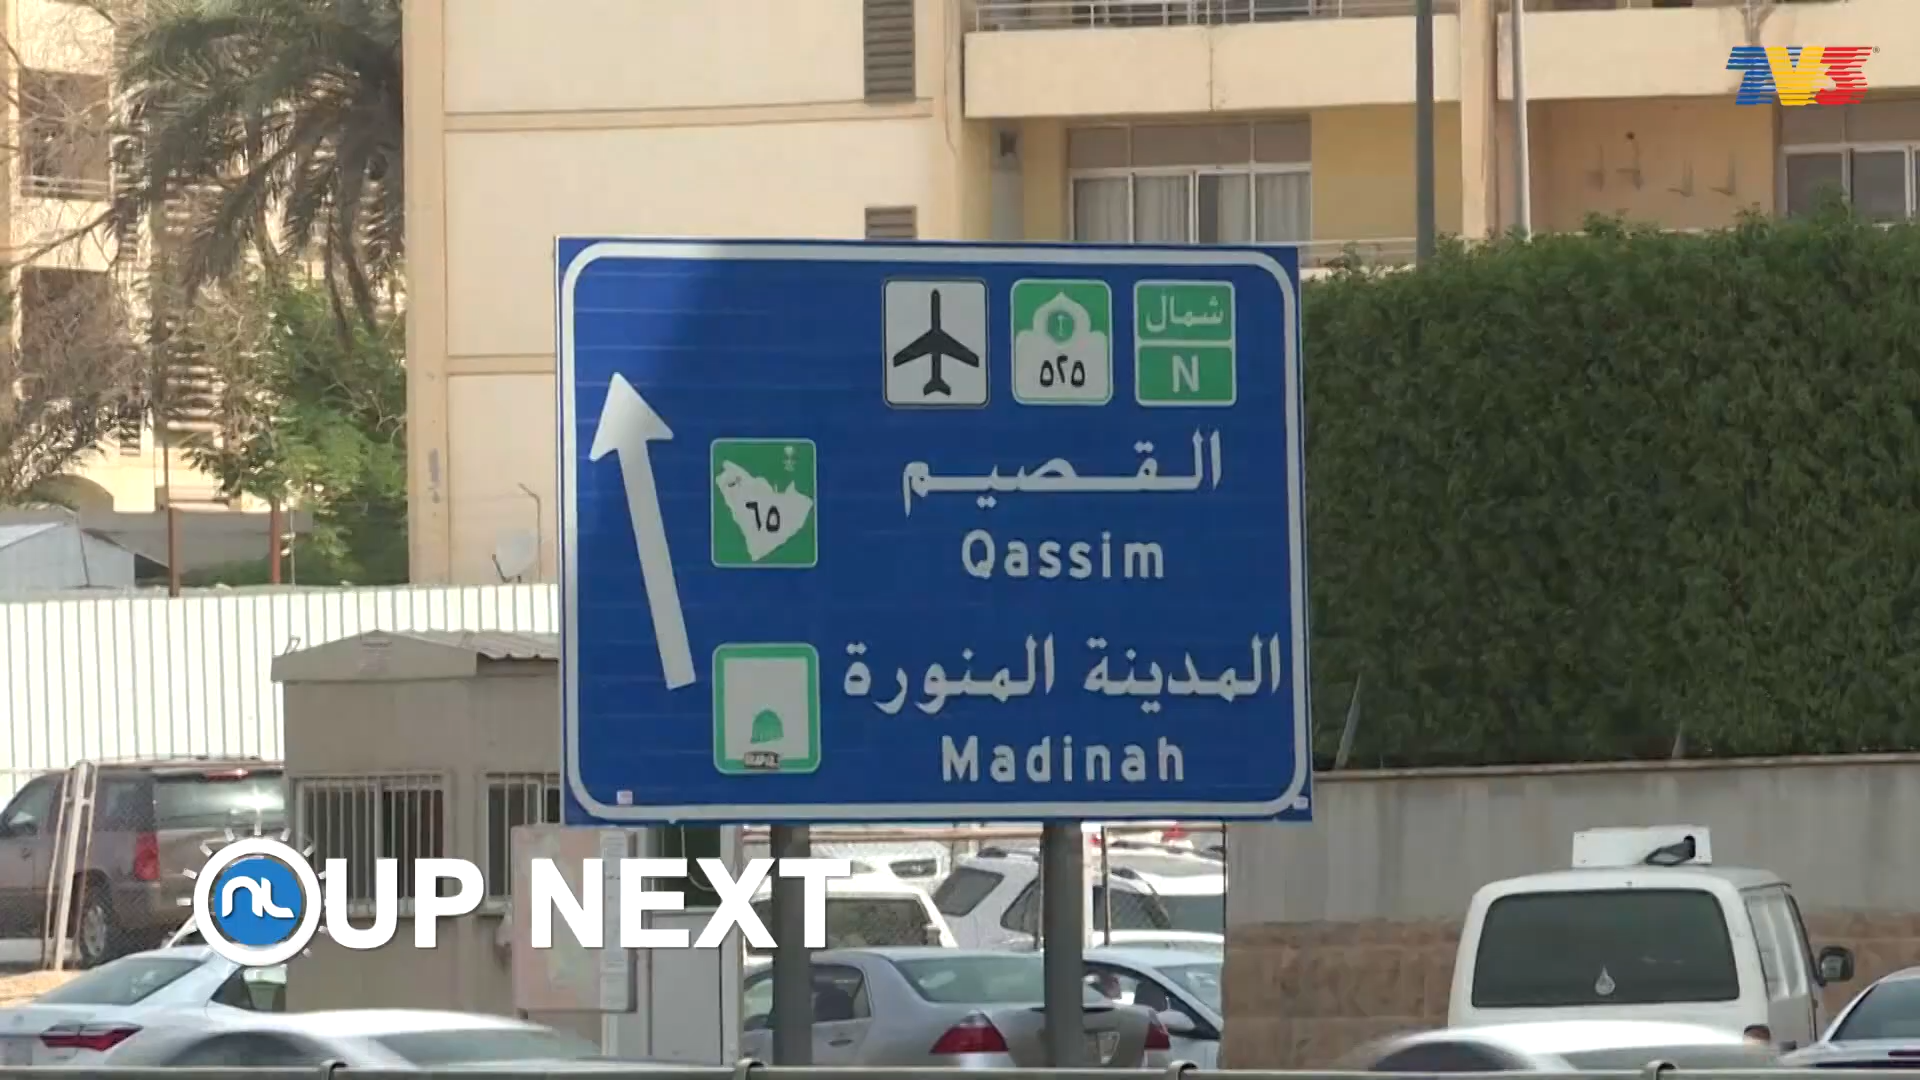 TV3
شمال
٥٢٥
N
القصيم
٦٥
Qassim
المدينة المنورة
Madinah
UP NEXT